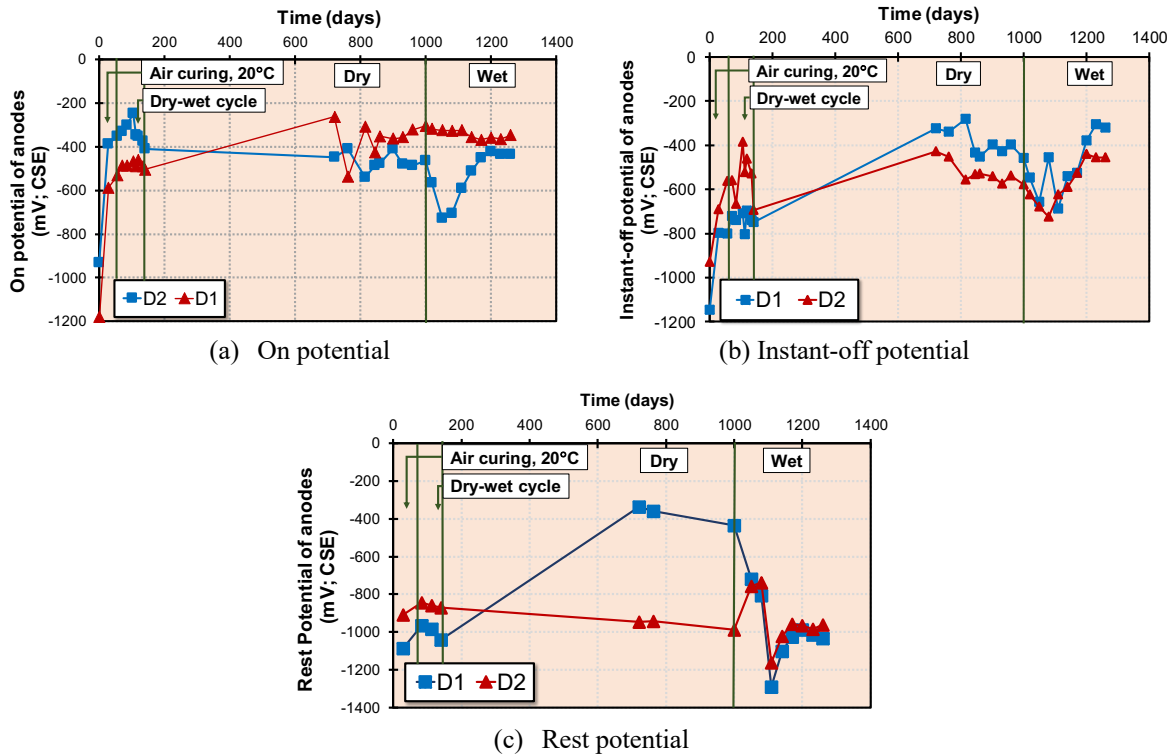 Time (days)
0 200 400 600 800 1000 1200 1400
0
-200
-400
-600
-800
-1000
-1200
On potential of anodes
(mV; CSE)
Air curing, 20°C
Dry-wet cycle
Dry
Wet
D2 D1
(a) On potential
Time (days)
0 200 400 600 800 1000 1200 1400
0
-200
-400
-600
-800
-1000
-1200
Instant-off potential of anodes
(mV; CSE)
Air curing, 20°C
Dry-wet cycle
Dry
Wet
D1 D2
(b) Instant-off potential
Time (days)
0 200 400 600 800 1000 1200 1400
0
-200
-400
-600
-800
-1000
-1200
-1400
Rest Potential of anodes
(mV; CSE)
Air curing, 20°C
Dry-wet cycle
Dry
Wet
D1 D2
(c) Rest potential